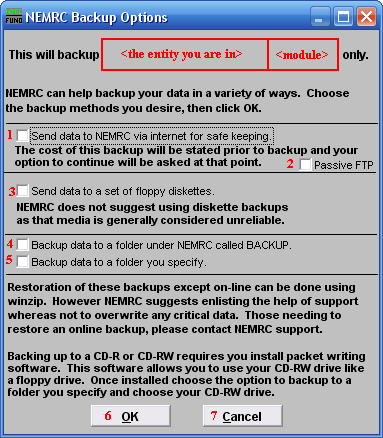 FUND
NEMRC Backup Options
This will backup <the entity you are in> <module> only.
NEMRC can help backup your data in a variety of ways. Choose
the backup methods you desire, then click OK.
1 Send data to NEMRC via internet for safe keeping.
The cost of this backup will be stated prior to backup and your
option to continue will be asked at that point. 2 Passive FTP
3 Send data to a set of floppy diskettes.
NEMRC does not suggest using diskette backups
as that media is generally considered unreliable.
4 Backup data to a folder under NEMRC called BACKUP.
5 Backup data to a folder you specify.
Restoration of these backups except on-line can be done using
winzip. However NEMRC suggests enlisting the help of support
whereas not to overwrite any critical data. Those needing to
restore an online backup, please contact NEMRC support.
Backing up to a CD-R or CD-RW requires you install packet writing
software. This software allows you to use your CD-RW drive like
a floppy drive. Once installed choose the option to backup to a
folder you specify and choose your CD-RW drive.
6 OK 7 Cancel